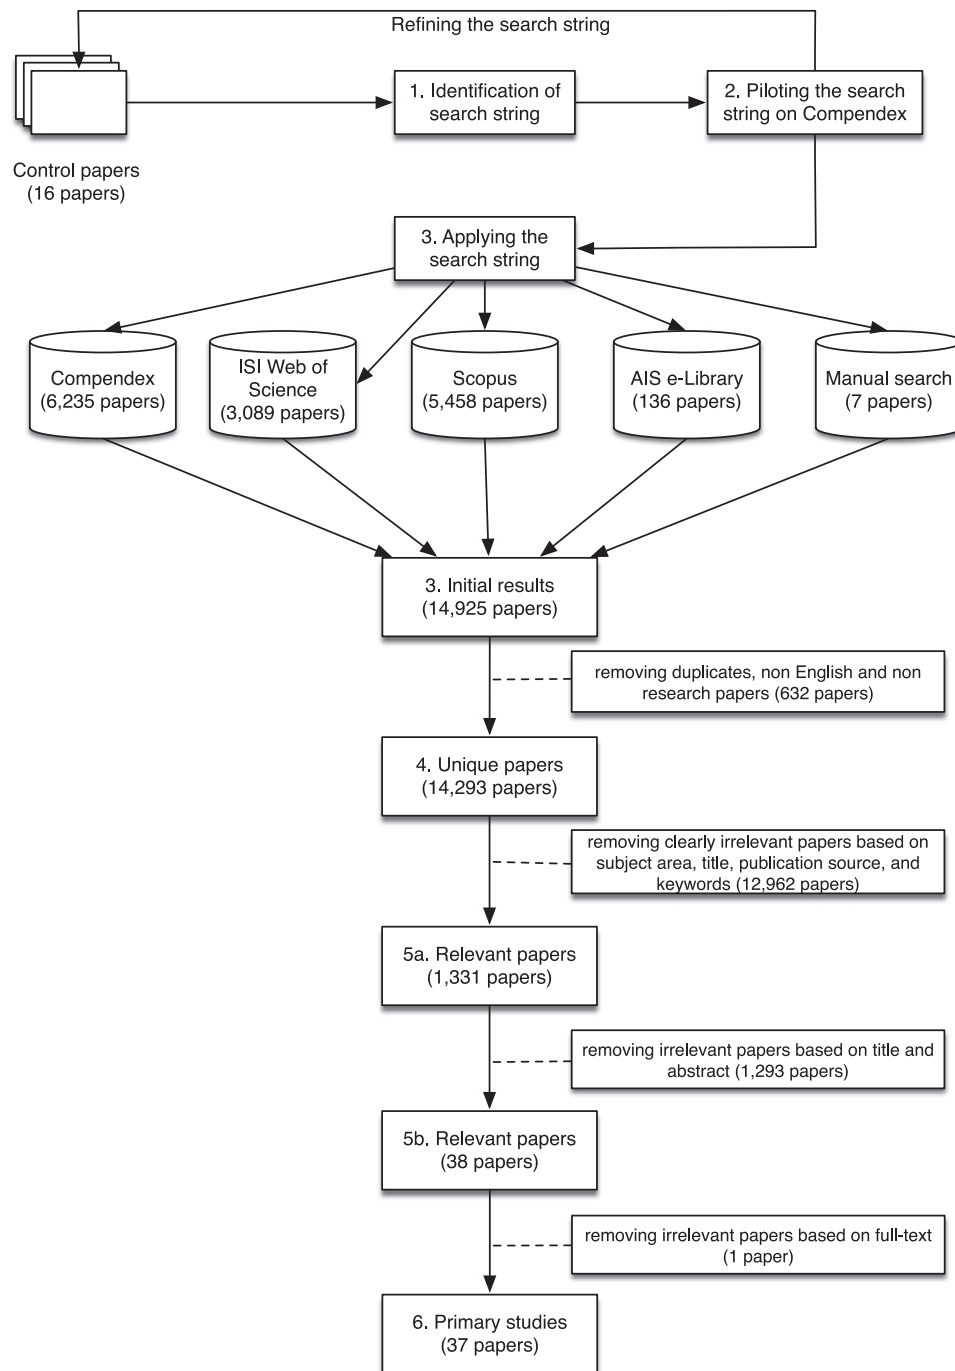 Refining the search string
1. Identification of
search string
2. Piloting the search
string on Compendex
Control papers
(16 papers)
3. Applying the
search string
Compendex
(6,235 papers)
ISI Web of
Science
(3,089 papers)
Scopus
(5,458 papers)
AIS e-Library
(136 papers)
Manual search
(7 papers)
3. Initial results
(14,925 papers)
removing duplicates, non English and non
research papers (632 papers)
4. Unique papers
(14,293 papers)
removing clearly irrelevant papers based on
subject area, title, publication source, and
keywords (12,962 papers)
5a. Relevant papers
(1,331 papers)
removing irrelevant papers based on title and
abstract (1,293 papers)
5b. Relevant papers
(38 papers)
removing irrelevant papers based on full-text
(1 paper)
6. Primary studies
(37 papers)